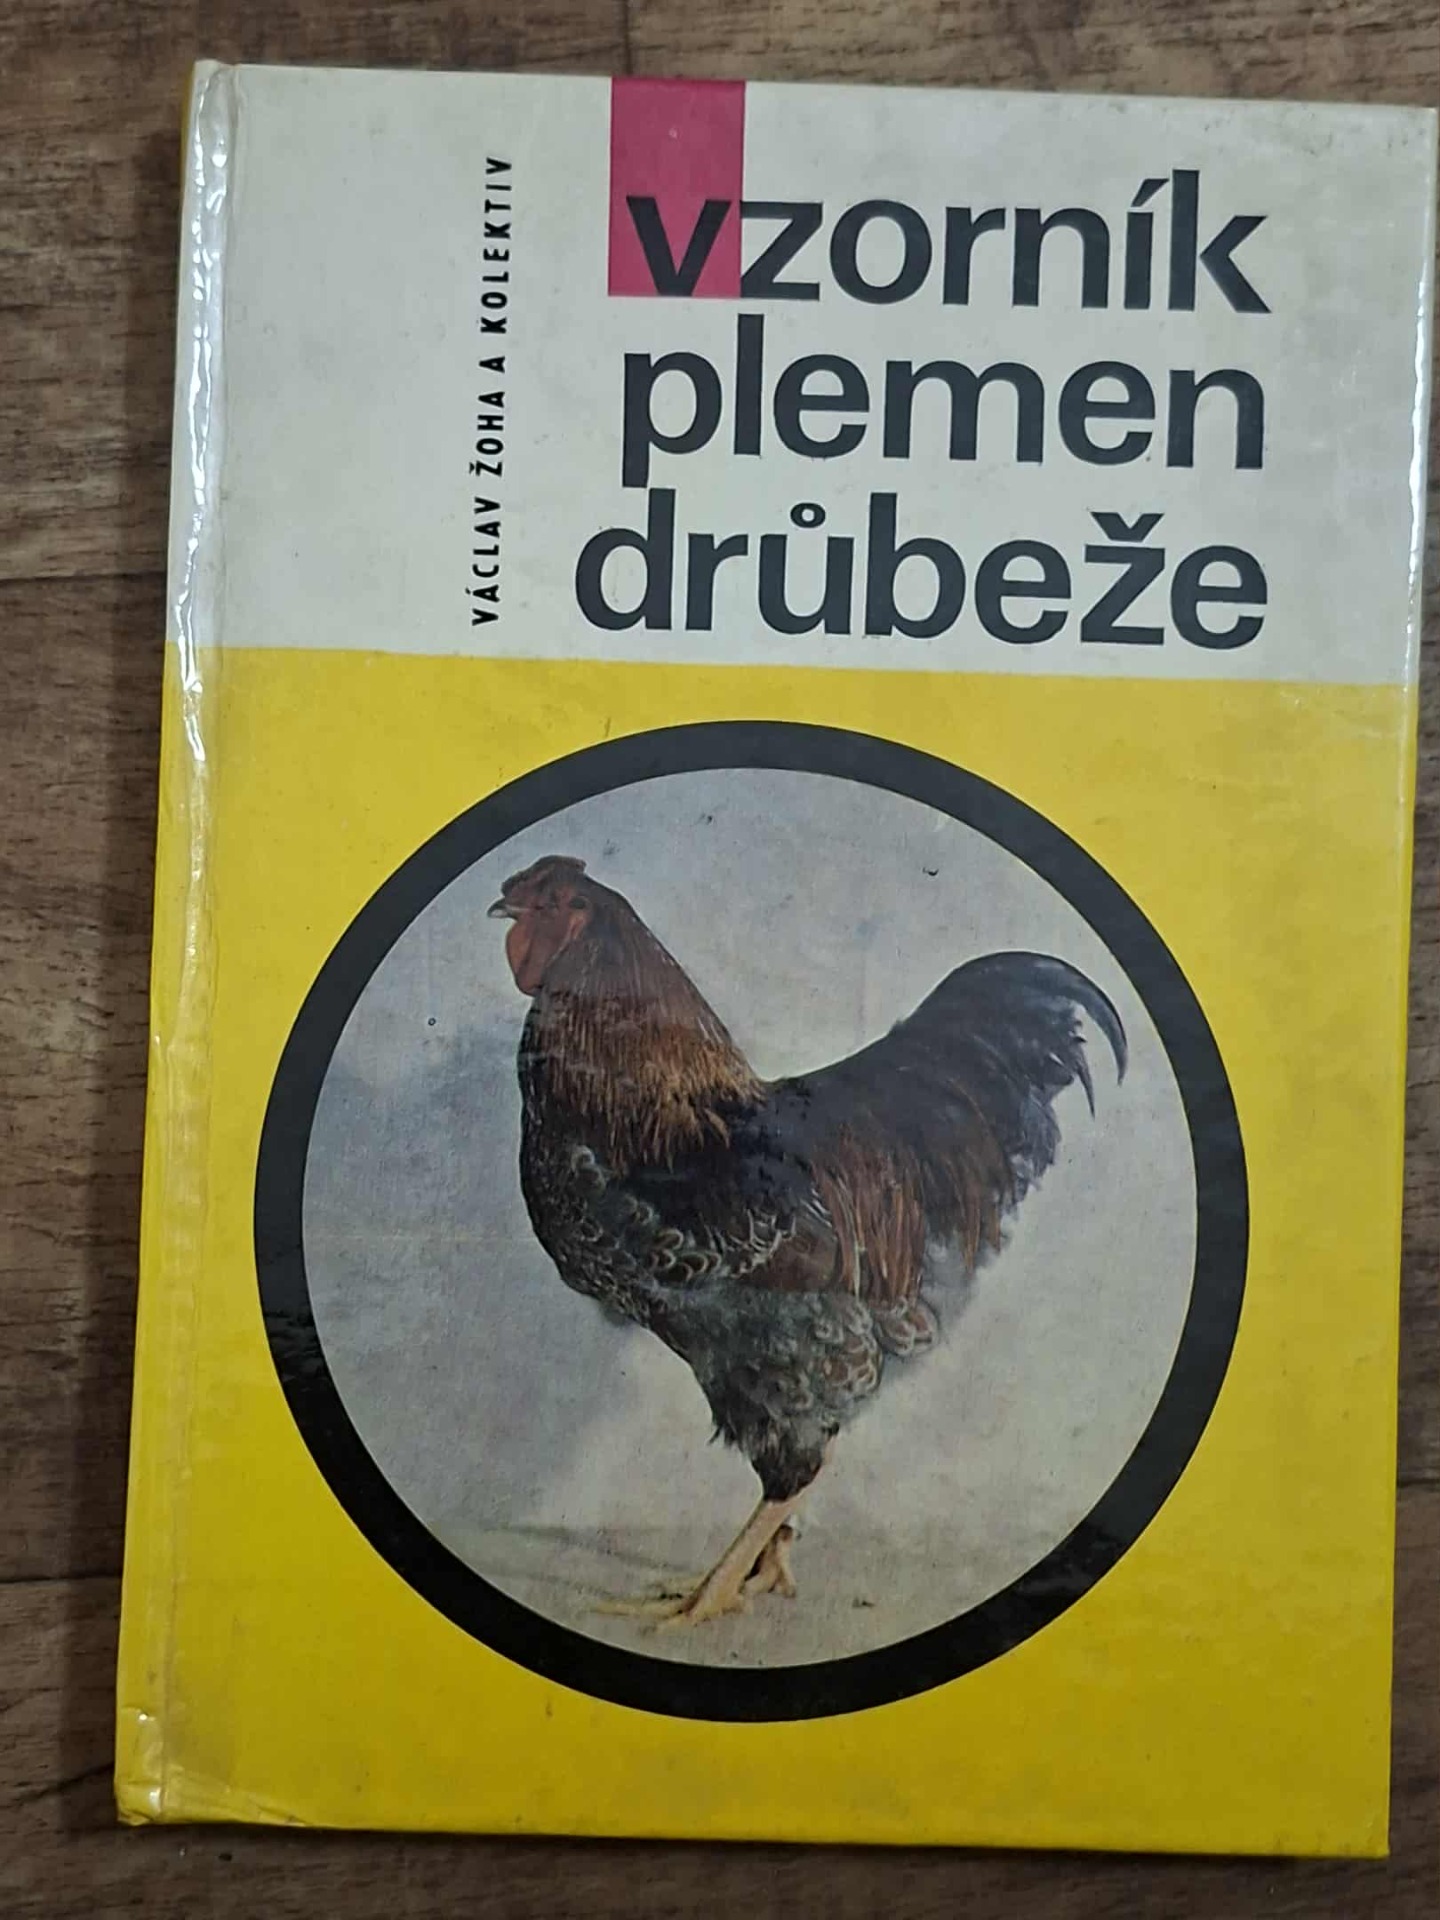 VÁCLAV ŽOHA A KOLEKTIV
vzorník
plemen
drůbeže